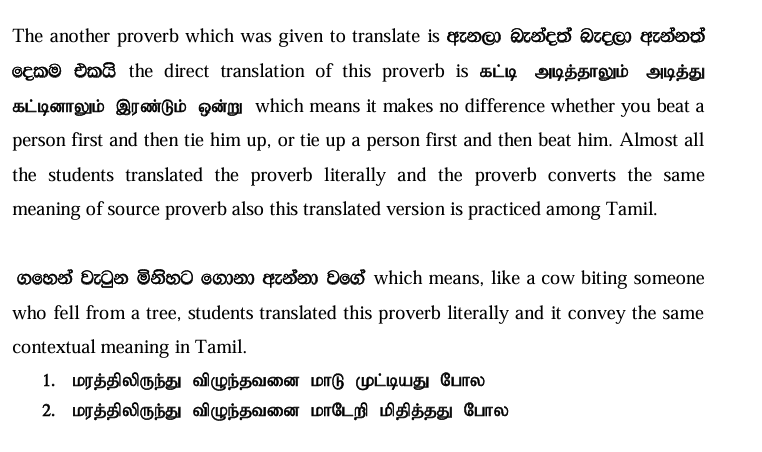 The another proverb which was given to translate is ඇනලා බැන්දත් බැදලා ඇන්නත්
දෙකම එකයි the direct translation of this proverb is கட்டி அடித்தாலும் அடித்து
கட்டினாலும் இரண்டும் ஒன்று which means it makes no difference whether you beat a
person first and then tie him up, or tie up a person first and then beat him. Almost all
the students translated the proverb literally and the proverb converts the same
meaning of source proverb also this translated version is practiced among Tamil.
ගහෙන් වැටුන මිනිහට ගොනා ඇන්නා වගේ which means, like a cow biting someone
who fell from a tree, students translated this proverb literally and it convey the same
contextual meaning in Tamil.
1. மரத்திலிருந்து விழுந்தவனை மாடு முட்டியது போல
2. மரத்திலிருந்து விழுந்தவனை மாடேறி மிதித்தது போல